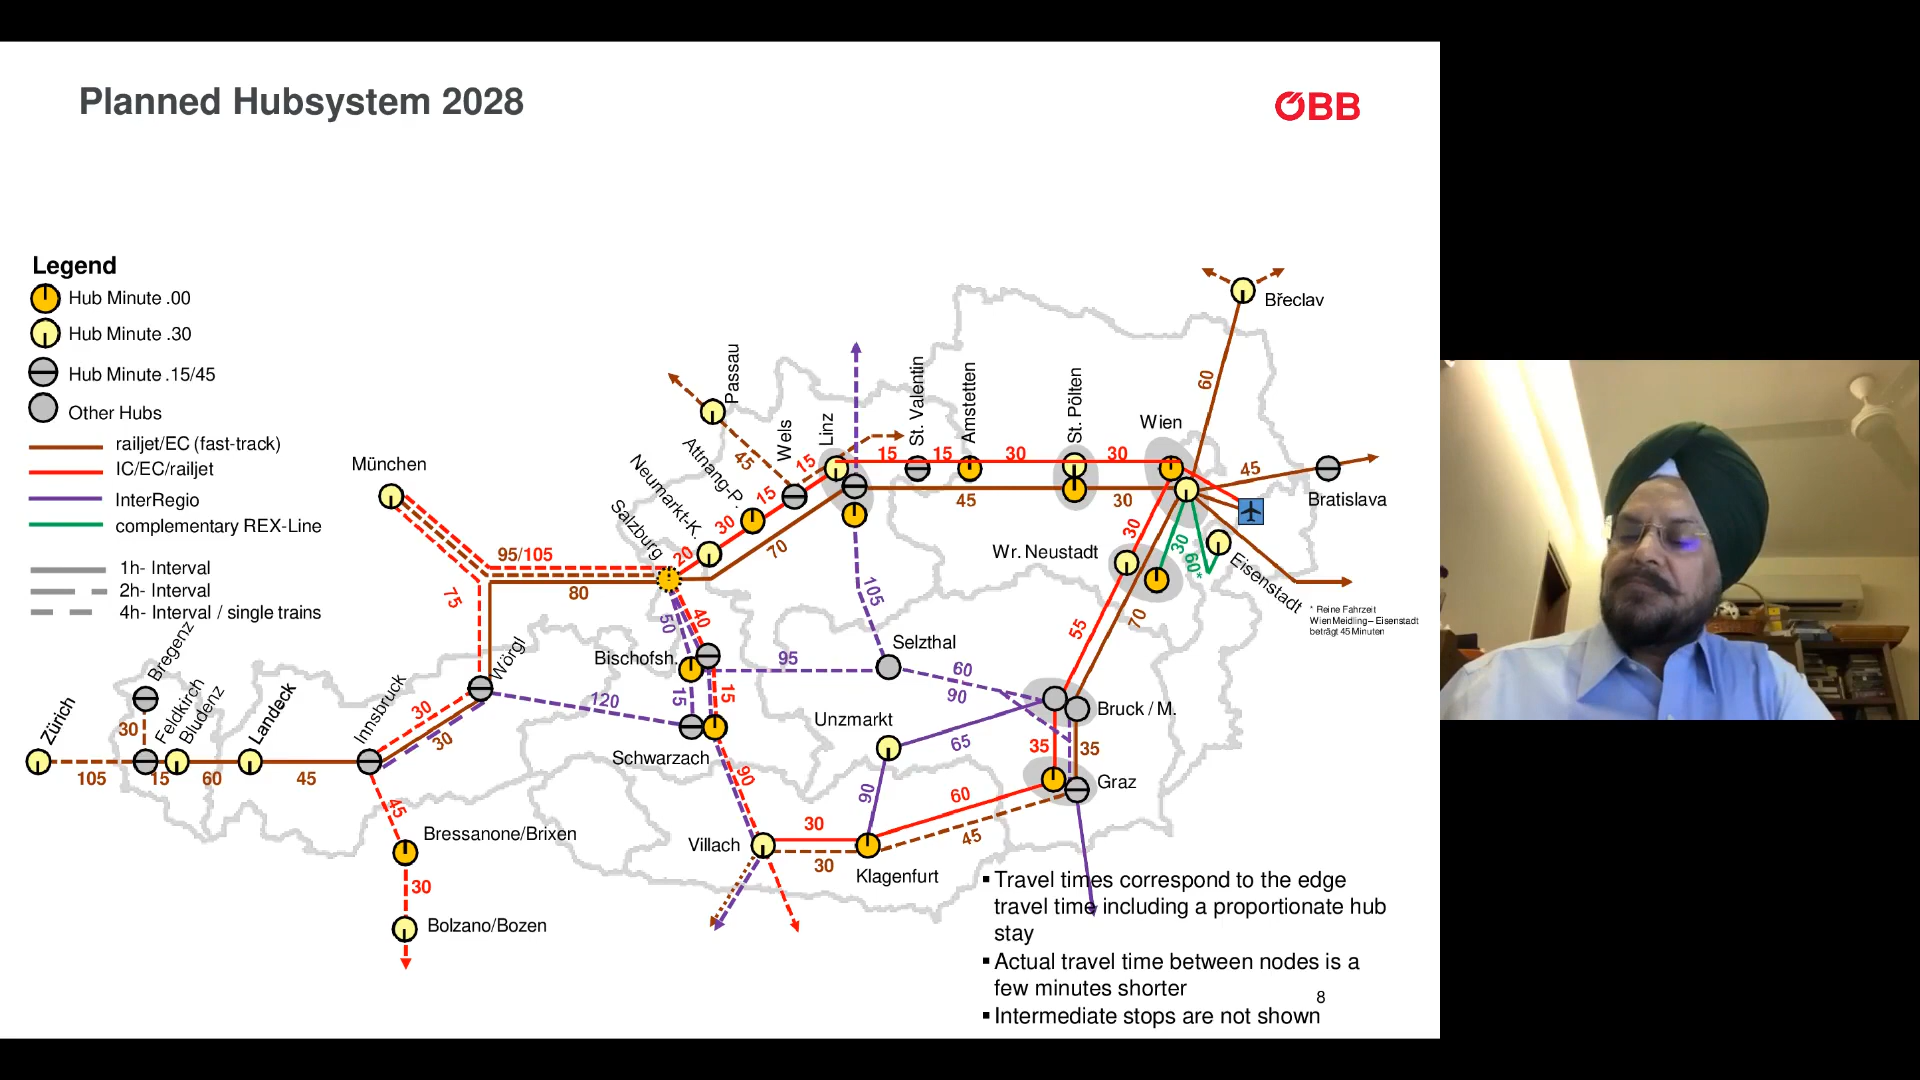 Planned Hubsystem 2028
ÖBB
Legend
Hub Minute .00
Hub Minute .30
Hub Minute .15/45
Other Hubs
railjet/EC (fast-track)
IC/EC/railjet
InterRegio
complementary REX-Line
1h- Interval
2h- Interval
4h- Interval / single trains
Břeclav
60
Passau
Wels
Linz
St. Valentin
Amstetten
St. Pölten
Wien
Attnang-P.
Neumarkt-K.
Salzburg
München
45
15
15
30
20
15
15
30
30
45
30
70
45
Bratislava
95/105
80
75
Wr. Neustadt
30
30
60*
Eisenstadt
* Reine Fahrzeit
Wien Meidling – Eisenstadt
beträgt 45 Minuten
105
55
70
50
40
Bischofsh.
95
Selzthal
60
90
Wörgl
120
15
15
Schwarzach
Unzmarkt
65
Bruck / M.
35
35
Graz
Zürich
Bregenz
30
Feldkirch
Bludenz
Landeck
Innsbruck
30
30
105
15
60
45
45
Bressanone/Brixen
30
Bolzano/Bozen
90
90
60
45
Villach
30
30
Klagenfurt
▪ Travel times correspond to the edge
travel time including a proportionate hub
stay
▪ Actual travel time between nodes is a
few minutes shorter
▪ Intermediate stops are not shown
8